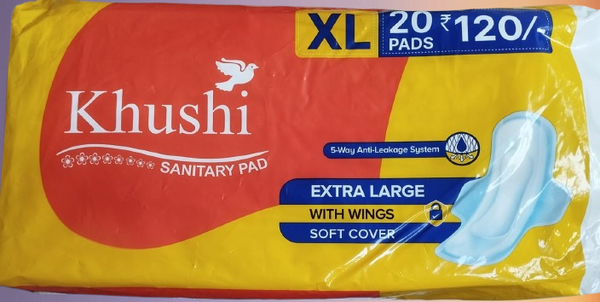 XL
20 PADS
₹120/-
Khushi
SANITARY PAD
5-Way Anti-Leakage System
EXTRA LARGE
WITH WINGS
SOFT COVER